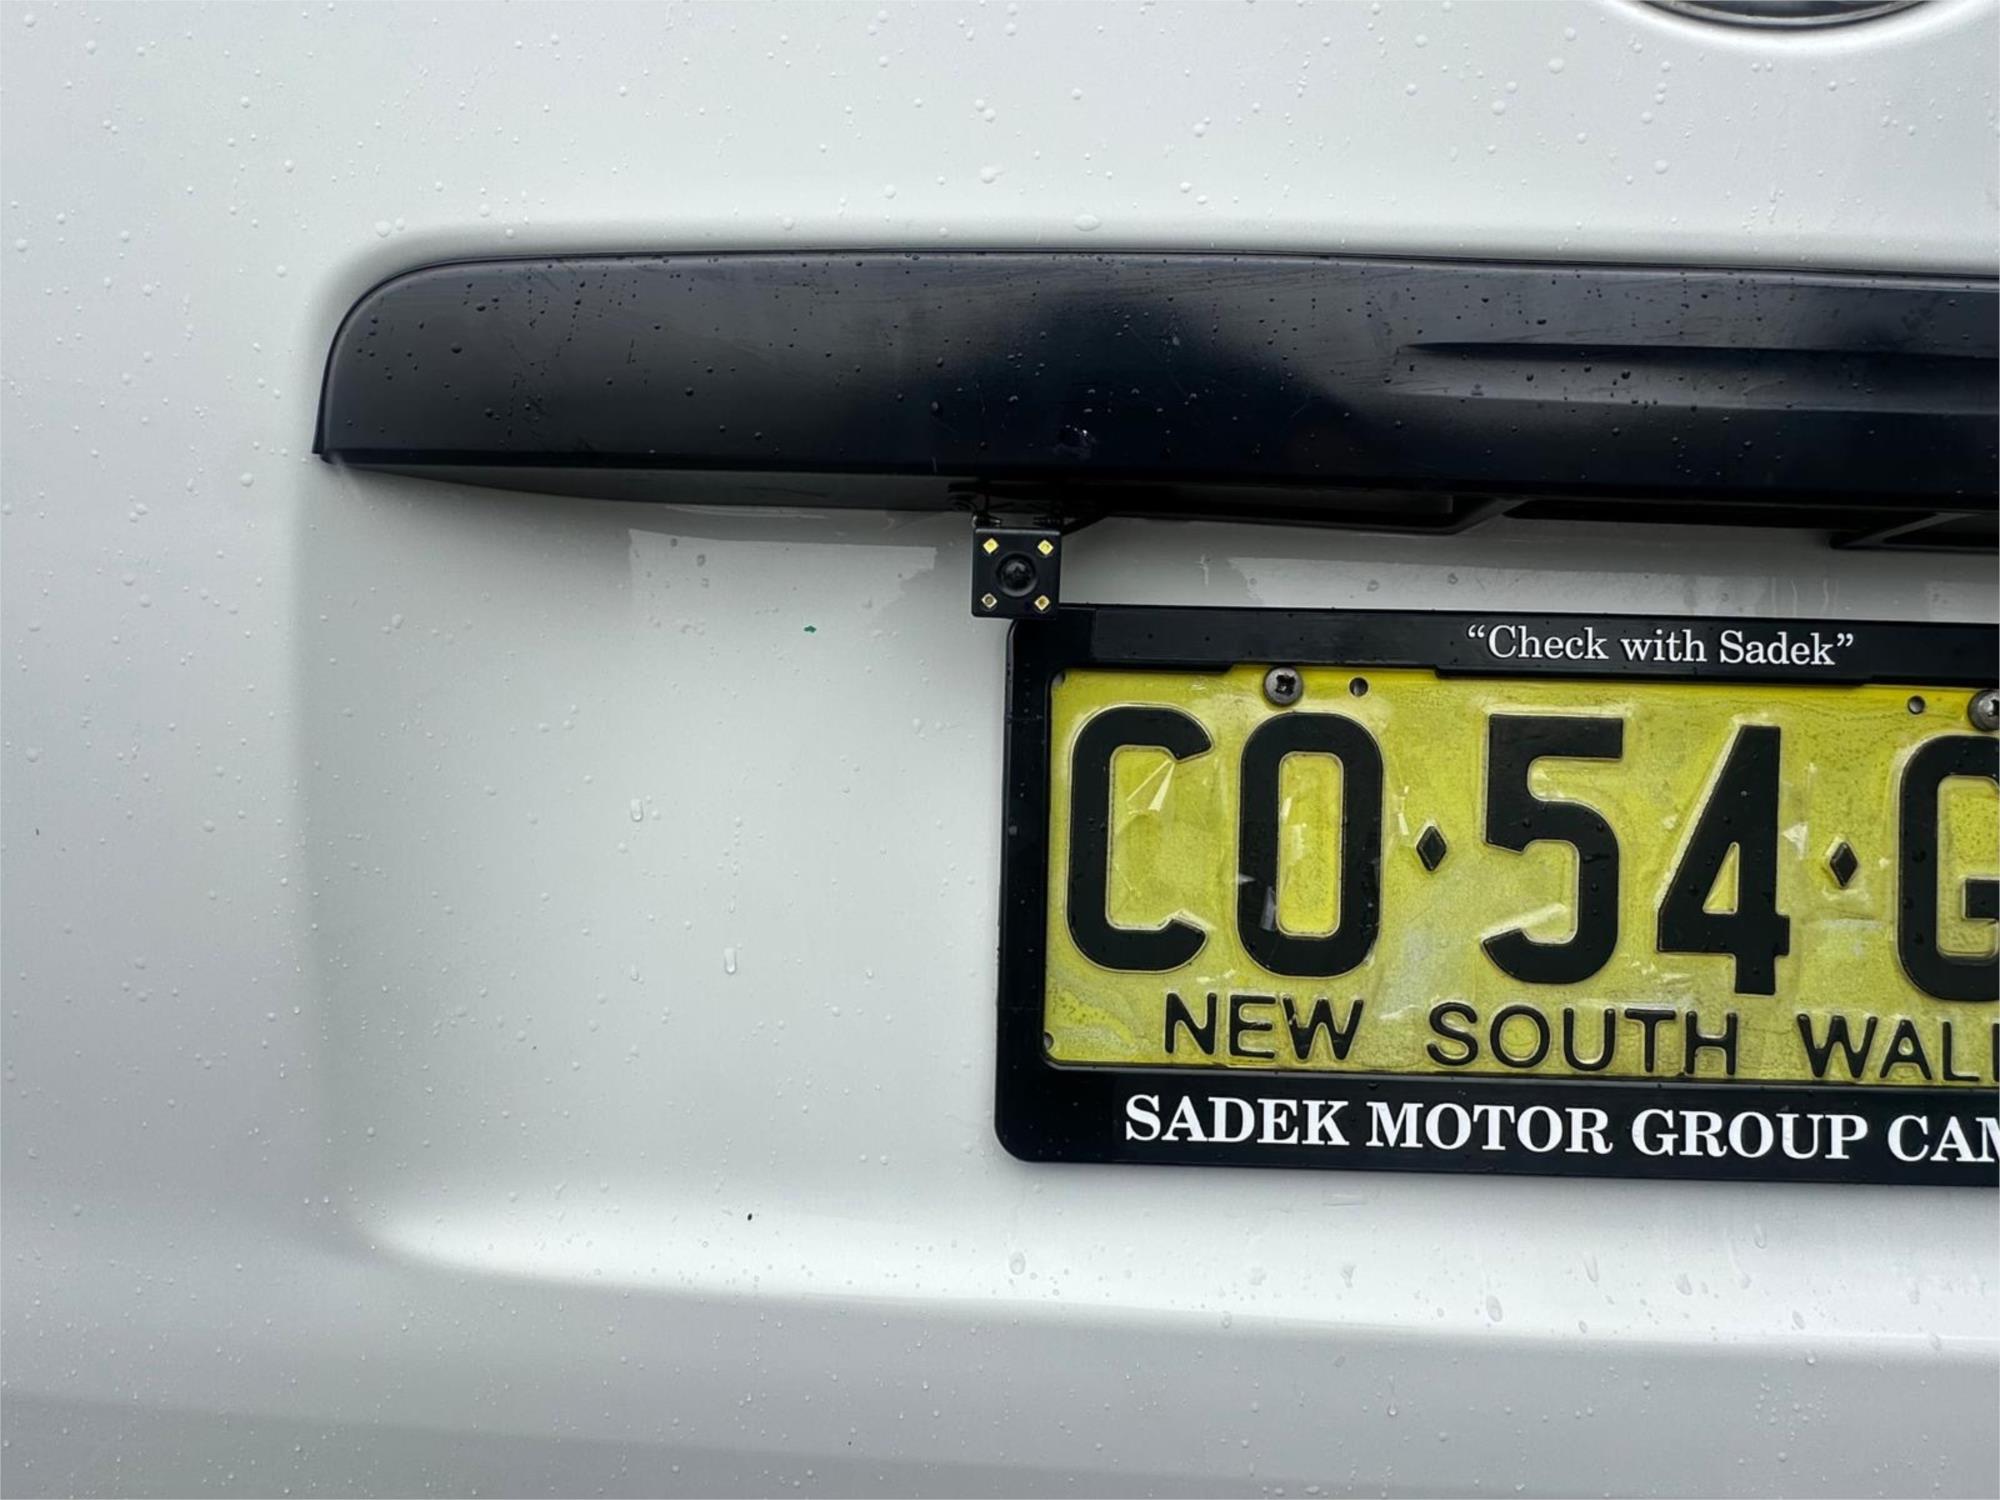 “Check with Sadek”
CO·54·G
NEW SOUTH
SADEK MOTOR GROUP